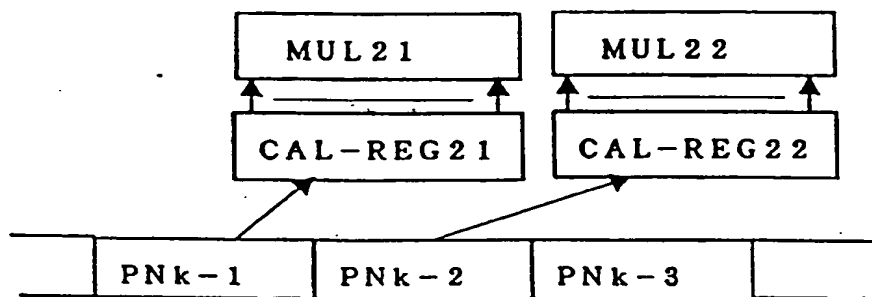 MUL21 MUL22
CAL-REG21 CAL-REG22
PNk-1 PNk-2 PNk-3